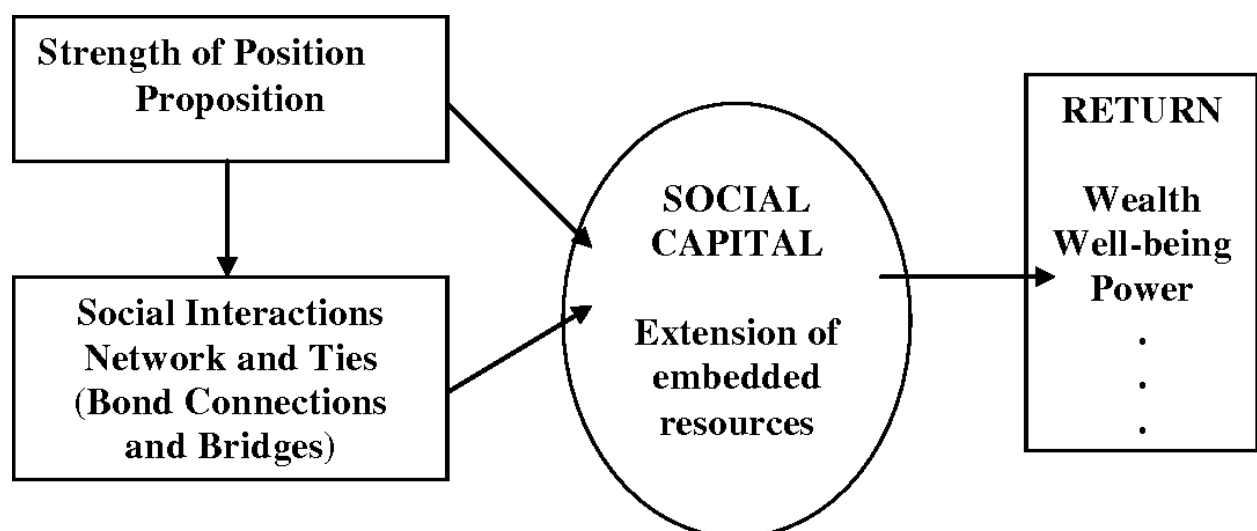 Strength of Position
Proposition
Social Interactions
Network and Ties
(Bond Connections
and Bridges)
SOCIAL
CAPITAL
Extension of
embedded
resources
RETURN
Wealth
Well-being
Power
.
.
.